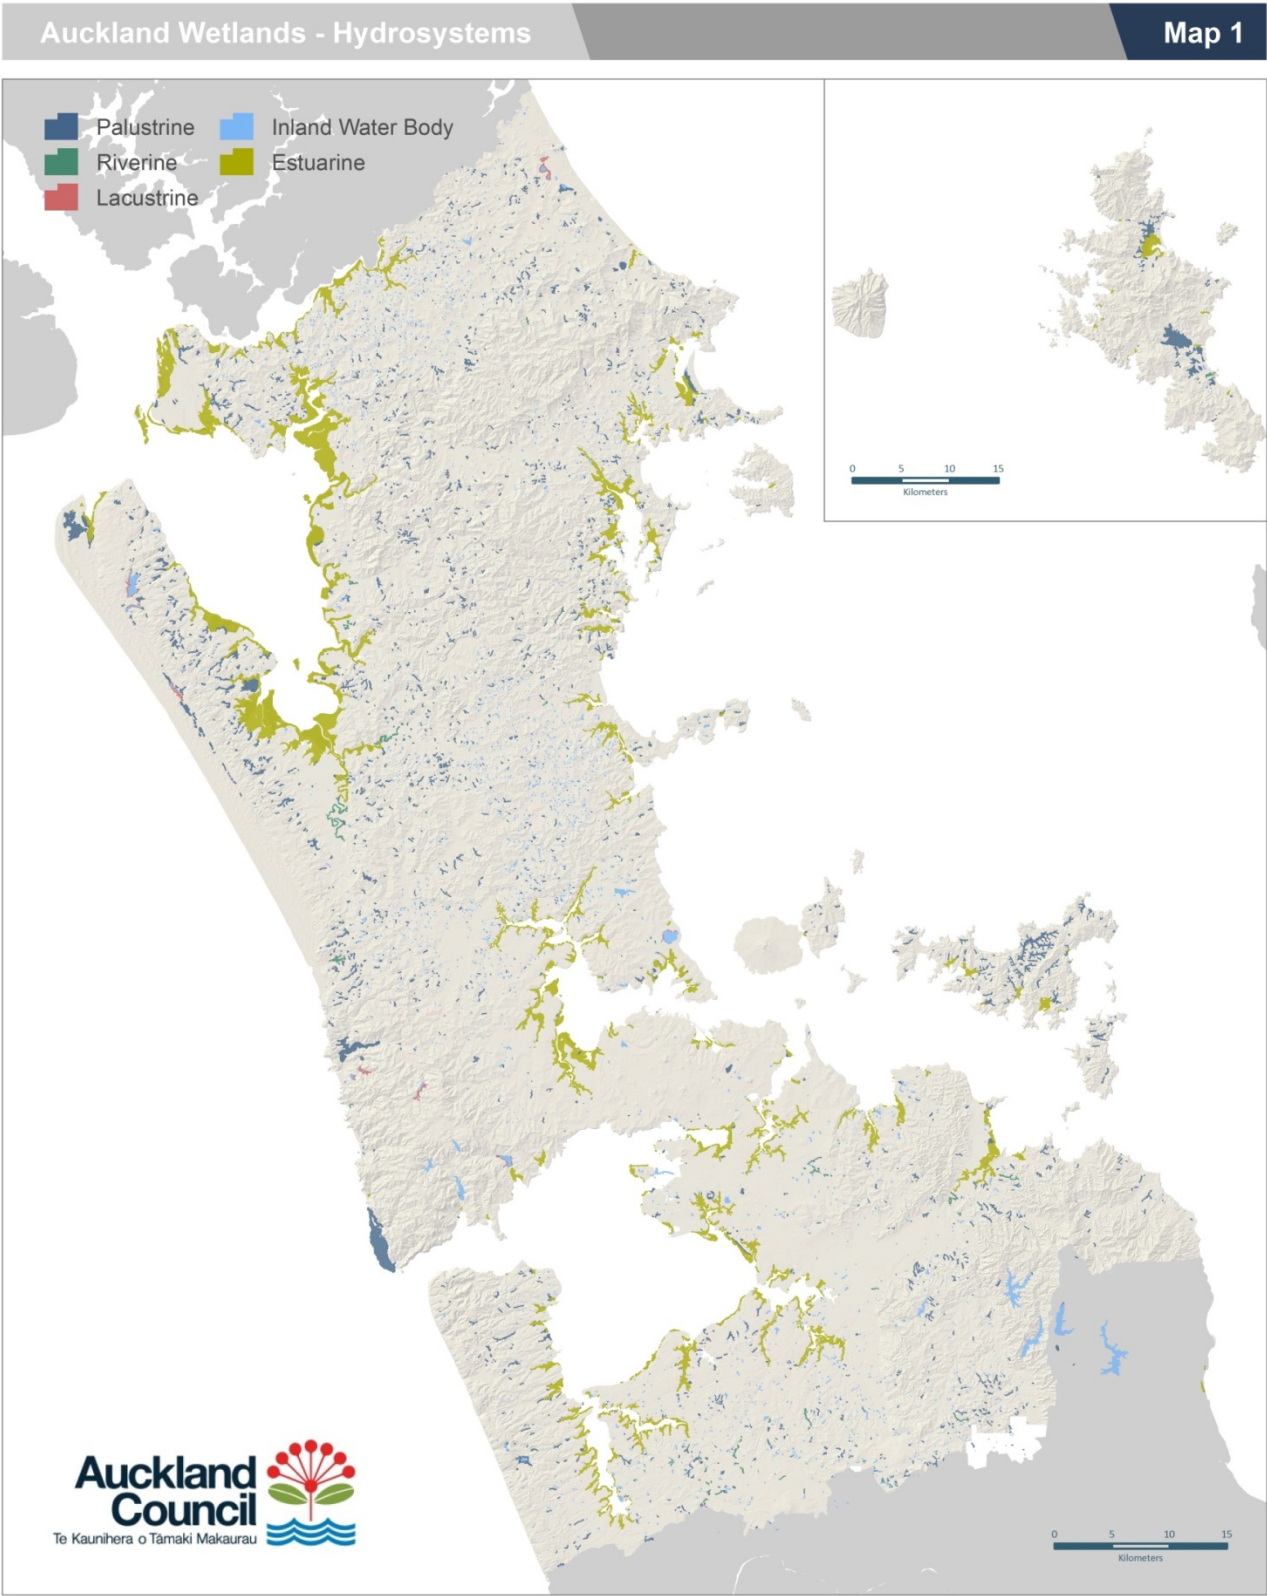 Auckland Wetlands - Hydrosystems
Map 1
Palustrine
Inland Water Body
Riverine
Estuarine
Lacustrine
0 5 10 15
Kilometers
Auckland
Council
Te Kaunihera o Tāmaki Makaurau
0 5 10 15
Kilometers